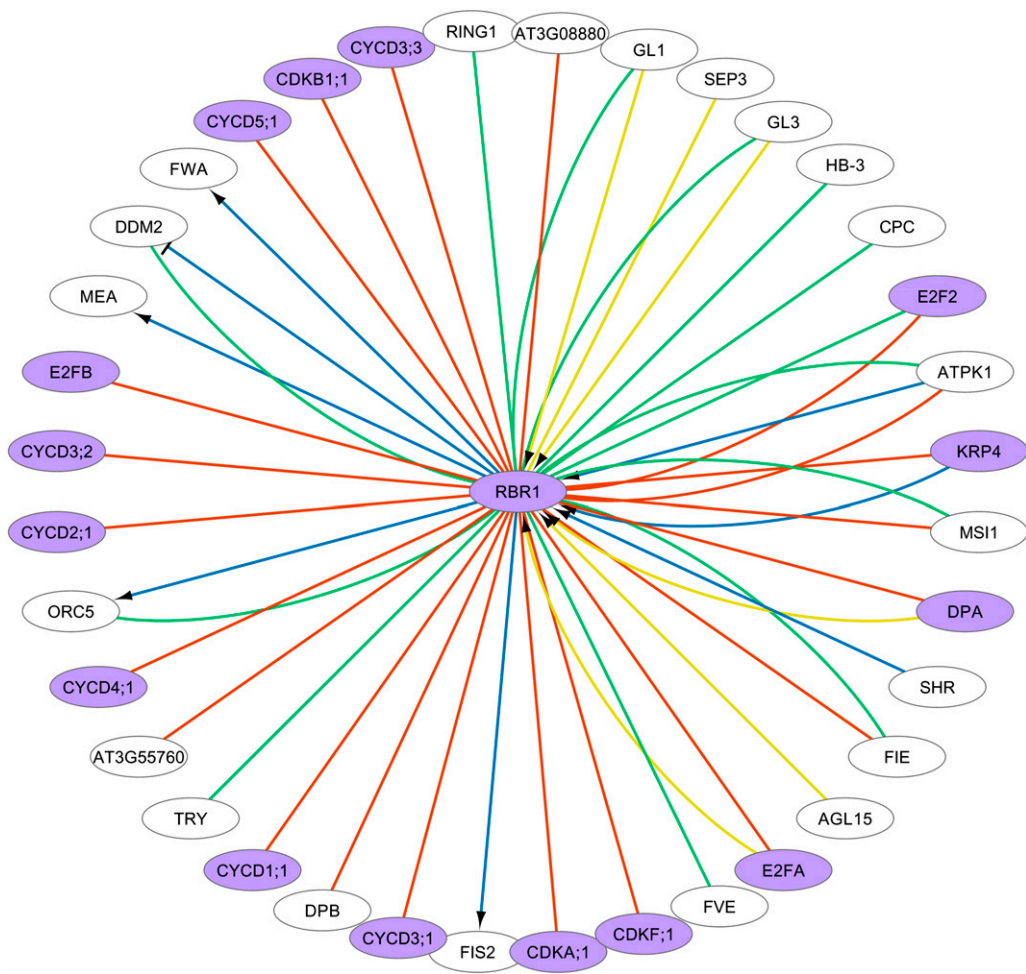 RING1
AT3G08880
CYCD3;3
GL1
CDKB1;1
SEP3
CYCD5;1
GL3
FWA
HB-3
DDM2
CPC
MEA
E2F2
E2FB
ATPK1
CYCD3;2
KRP4
RBR1
CYCD2;1
MSI1
ORC5
DPA
CYCD4;1
SHR
AT3G55760
FIE
TRY
AGL15
CYCD1;1
E2FA
DPB
FVE
CYCD3;1
CDKF;1
FIS2
CDKA;1